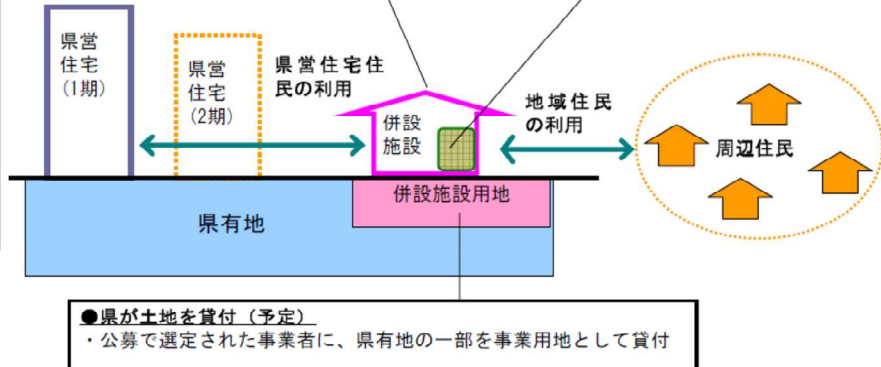 県営
住宅
(1期)
県営
住宅
(2期)
県営住宅住
民の利用
併設
施設
地域住民
の利用
周辺住民
併設施設用地
県有地
●県が土地を貸付（予定）
・公募で選定された事業者に、県有地の一部を事業用地として貸付